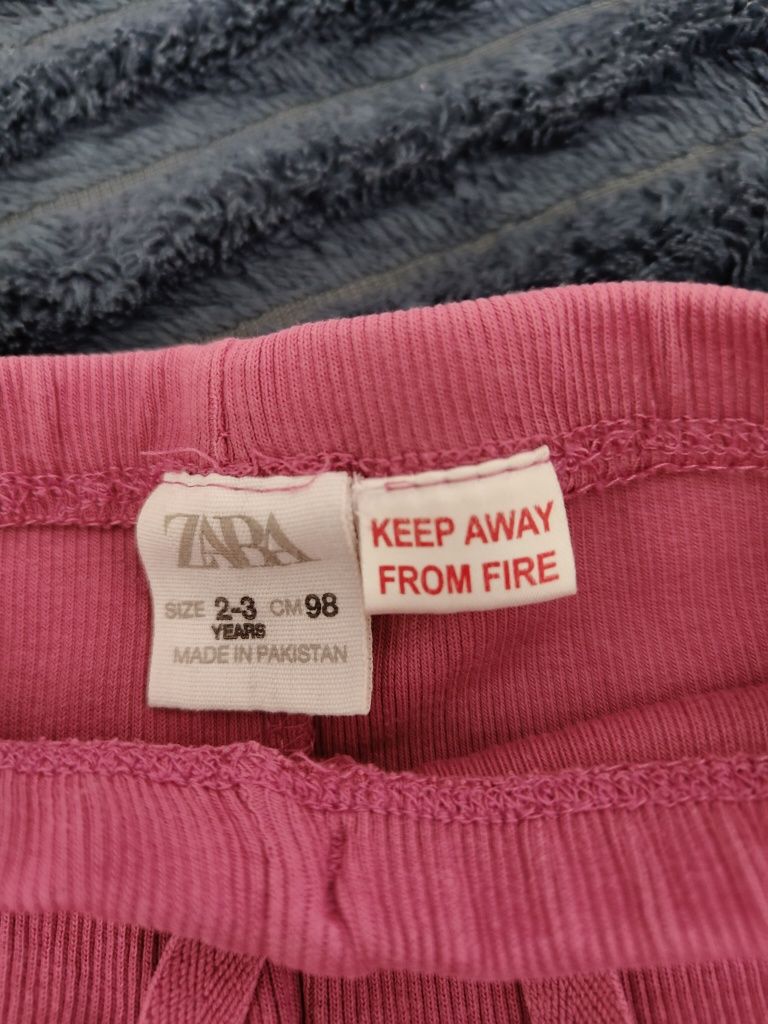 ZARA
SIZE 2-3 CM 98
YEARS
MADE IN PAKISTAN
KEEP AWAY
FROM FIRE